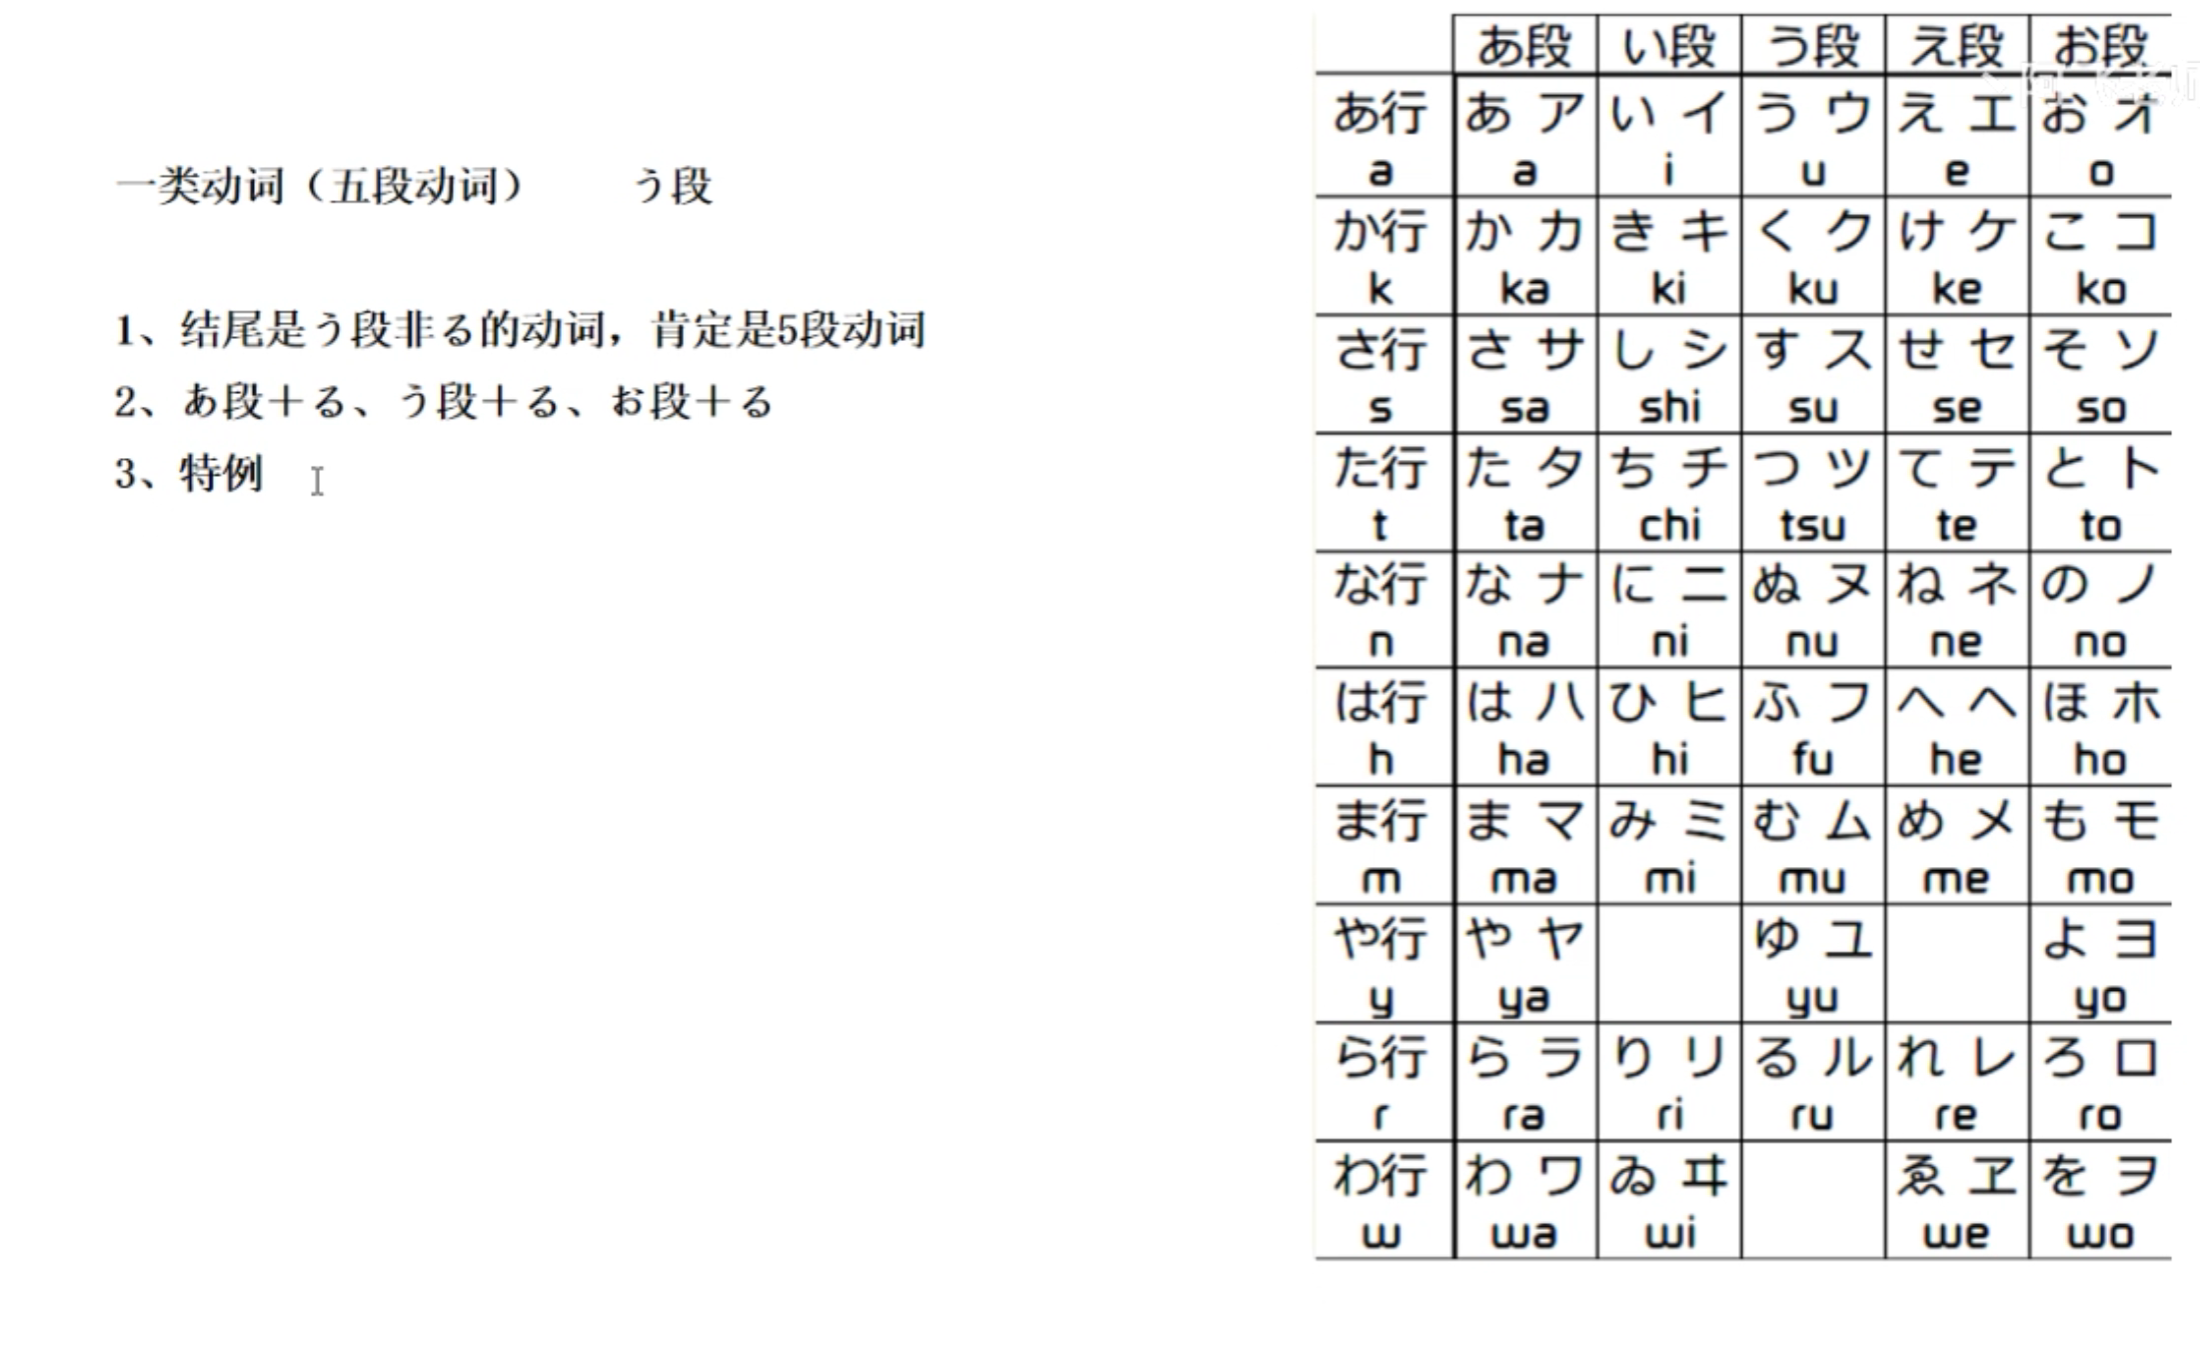 一类动词（五段动词） う段
1、结尾是う段非る的动词，肯定是5段动词
2、あ段＋る、う段＋る、お段＋る
3、特例
あ段 い段 う段 え段 お段
あ行 あ ア い イ う ウ え エ お オ
a a i u e o
か行 か カ き キ く ク け ケ こ コ
k ka ki ku ke ko
さ行 さ サ し シ す ス せ セ そ ソ
s sa shi su se so
た行 た タ ち チ つ ツ て テ と ト
t ta chi tsu te to
な行 な ナ に ニ ぬ ヌ ね ネ の ノ
n na ni nu ne no
は行 は ハ ひ ヒ ふ フ へ ヘ ほ ホ
h ha hi fu he ho
ま行 ま マ み ミ む ム め メ も モ
m ma mi mu me mo
や行 や ヤ ゆ ユ よ ヨ
y ya yu yo
ら行 ら ラ り リ る ル れ レ ろ ロ
r ra ri ru re ro
わ行 わ ワ ゐ ヰ ゑ ヱ を ヲ
w wa wi we wo